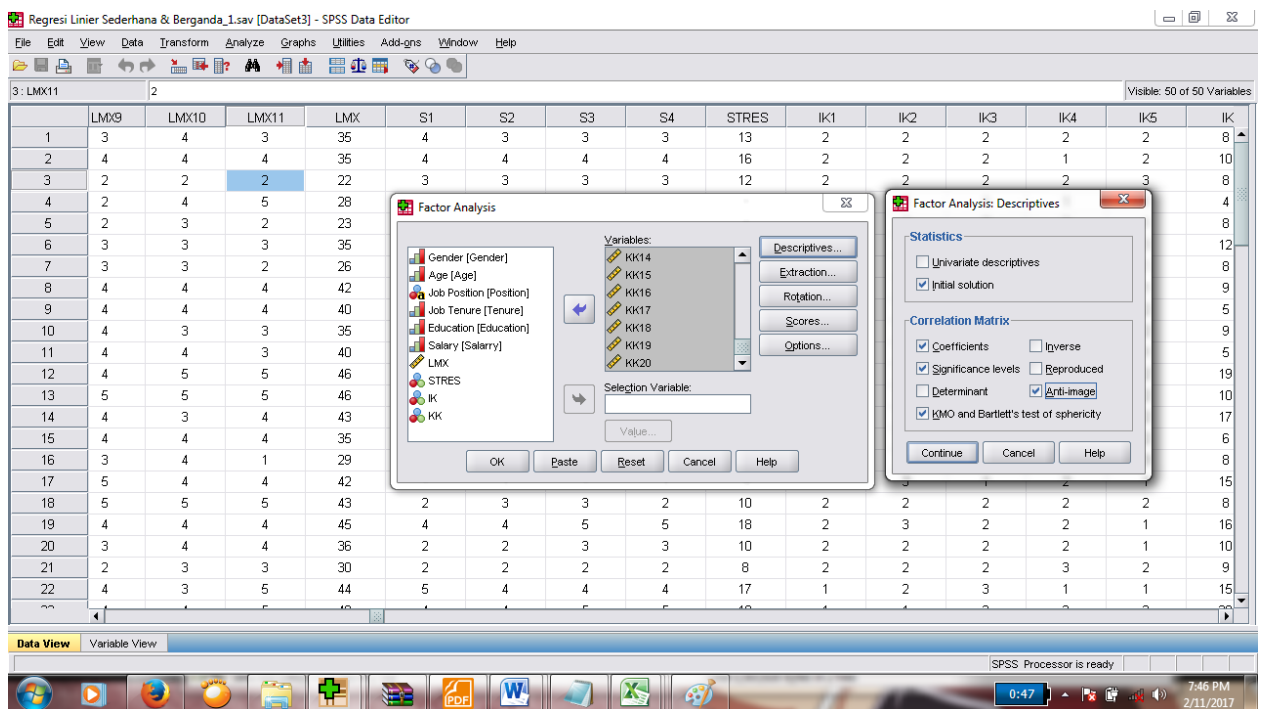 Regresi Linier Sederhana & Berganda_1.sav [DataSet3] - SPSS Data Editor
File Edit View Data Transform Analyze Graphs Utilities Add-ons Window Help
3 : LMX11 2 Visible: 50 of 50 Variables
LMX9 LMX10 LMX11 LMX S1 S2 S3 S4 STRES IK1 IK2 IK3 IK4 IK5 IK
1 3 4 3 35 4 3 3 3 13 2 2 2 2 2 8
2 4 4 4 35 4 4 4 4 16 2 2 2 1 2 10
3 2 2 2 22 3 3 3 3 12 2 2 2 2 3 8
4 2 4 5 28 4
5 2 3 2 23 8
6 3 3 3 35 12
7 3 3 2 26 8
8 4 4 4 42 9
9 4 4 4 40 5
10 4 3 3 35 9
11 4 4 3 40 5
12 4 5 5 46 19
13 5 5 5 46 10
14 4 3 4 43 17
15 4 4 4 35 6
16 3 4 1 29 8
17 5 4 4 42 15
18 5 5 5 43 2 3 3 2 10 2 2 2 2 2 8
19 4 4 4 45 4 4 5 5 18 2 3 2 2 1 16
20 3 4 4 36 2 2 3 3 10 2 2 2 2 1 10
21 2 3 3 30 2 2 2 2 8 2 2 2 3 2 9
22 4 3 5 44 5 4 4 4 17 1 2 3 1 1 15
Factor Analysis
Gender [Gender]
Age [Age]
Job Position [Position]
Job Tenure [Tenure]
Education [Education]
Salary [Salarry]
LMX
STRES
IK
KK
Variables:
KK14
KK15
KK16
KK17
KK18
KK19
KK20
Selection Variable:
Value...
Descriptives...
Extraction...
Rotation...
Scores...
Options...
OK Paste Reset Cancel Help
Factor Analysis: Descriptives
Statistics
Univariate descriptives
Initial solution
Correlation Matrix
Coefficients Inverse
Significance levels Reproduced
Determinant Anti-image
KMO and Bartlett's test of sphericity
Continue Cancel Help
Data View Variable View
SPSS Processor is ready
PDF
0:47
7:46 PM
2/11/2017